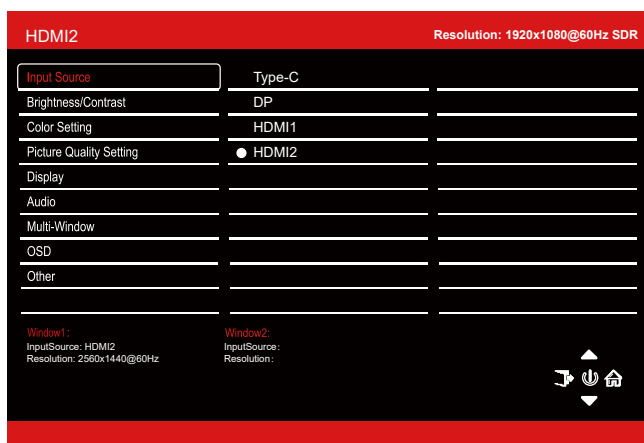 HDMI2
Resolution: 1920x1080@60Hz SDR
Input Source
Type-C
Brightness/Contrast
DP
Color Setting
HDMI1
Picture Quality Setting
HDMI2
Display
Audio
Multi-Window
OSD
Other
Window1:
Window2:
InputSource: HDMI2
InputSource:
Resolution: 2560x1440@60Hz
Resolution: